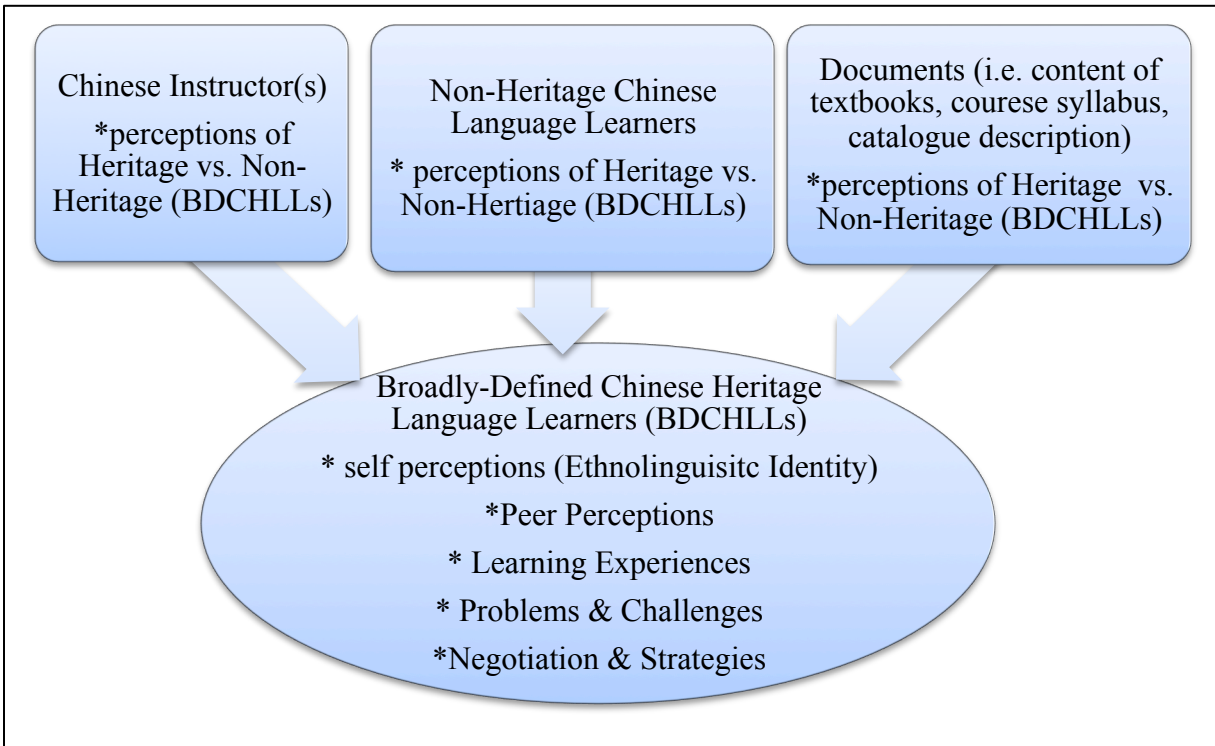 Chinese Instructor(s)
*perceptions of
Heritage vs. Non-
Heritage (BDCHLLs)
Non-Heritage Chinese
Language Learners
* perceptions of Heritage vs.
Non-Hertiage (BDCHLLs)
Documents (i.e. content of
textbooks, courese syllabus,
catalogue description)
*perceptions of Heritage vs.
Non-Heritage (BDCHLLs)
Broadly-Defined Chinese Heritage
Language Learners (BDCHLLs)
* self perceptions (Ethnolinguisitc Identity)
*Peer Perceptions
* Learning Experiences
* Problems & Challenges
*Negotiation & Strategies